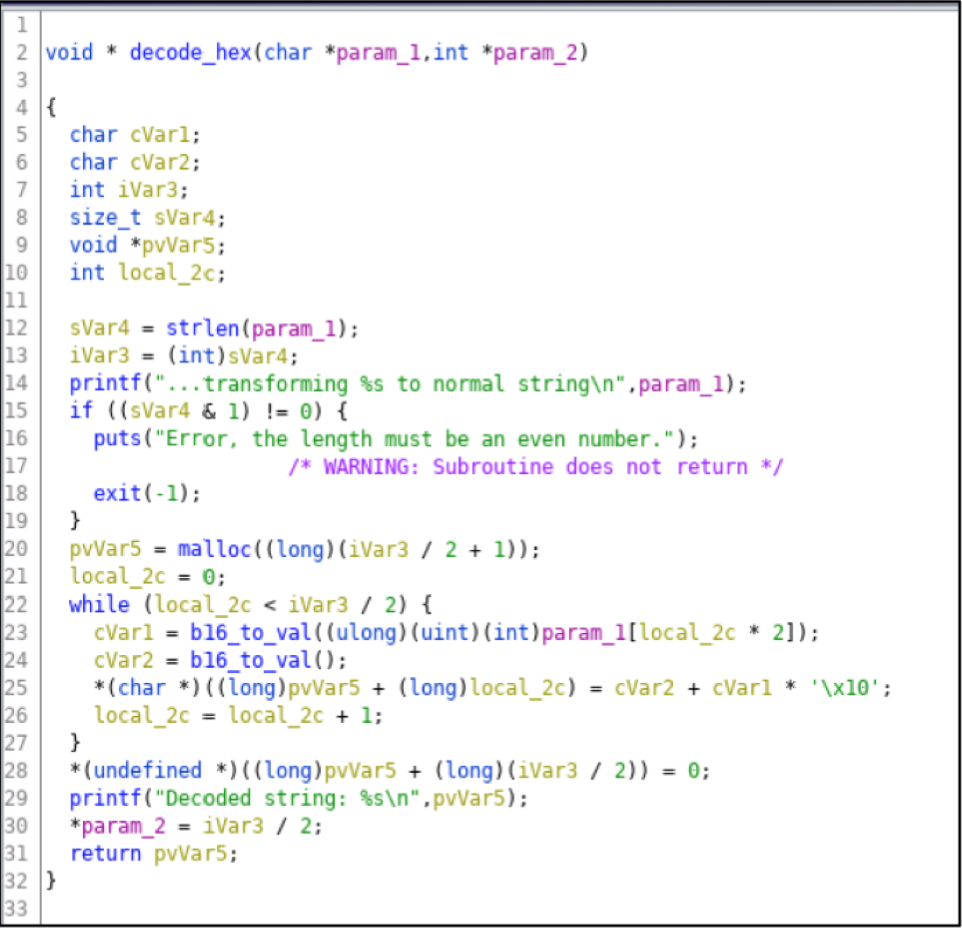 1
2 void * decode_hex(char *param_1,int *param_2)
3
4 {
5   char cVar1;
6   char cVar2;
7   int iVar3;
8   size_t sVar4;
9   void *pvVar5;
10   int local_2c;
11
12   sVar4 = strlen(param_1);
13   iVar3 = (int)sVar4;
14   printf("...transforming %s to normal string\n",param_1);
15   if ((sVar4 & 1) != 0) {
16     puts("Error, the length must be an even number.");
17                     /* WARNING: Subroutine does not return */
18     exit(-1);
19   }
20   pvVar5 = malloc((long)(iVar3 / 2 + 1));
21   local_2c = 0;
22   while (local_2c < iVar3 / 2) {
23     cVar1 = b16_to_val((ulong)(uint)(int)param_1[local_2c * 2]);
24     cVar2 = b16_to_val();
25     *(char *)((long)pvVar5 + (long)local_2c) = cVar2 + cVar1 * '\x10';
26     local_2c = local_2c + 1;
27   }
28   *(undefined *)((long)pvVar5 + (long)(iVar3 / 2)) = 0;
29   printf("Decoded string: %s\n",pvVar5);
30   *param_2 = iVar3 / 2;
31   return pvVar5;
32 }
33